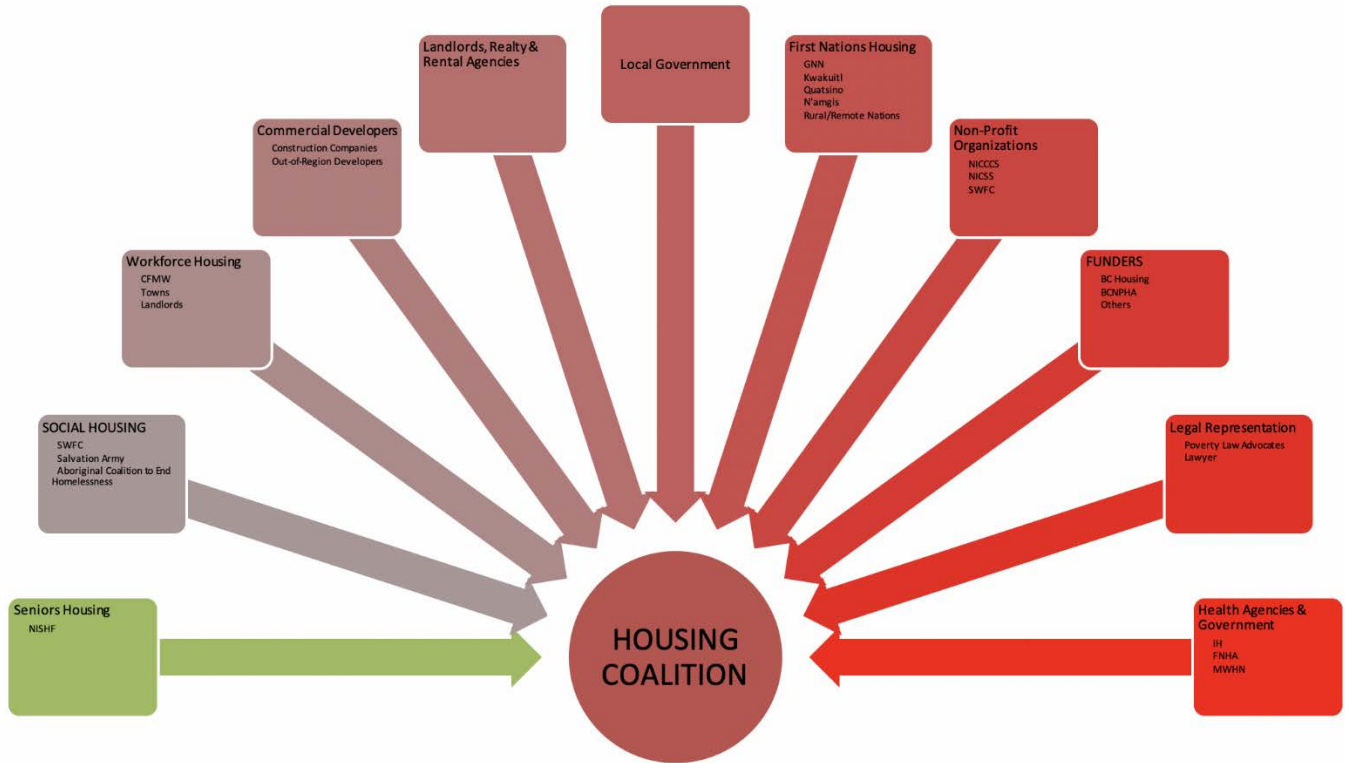 Seniors Housing
NISHF
SOCIAL HOUSING
SWFC
Salvation Army
Aboriginal Coalition to End
Homelessness
Workforce Housing
CFMW
Towns
Landlords
Commercial Developers
Construction Companies
Out-of-Region Developers
Landlords, Realty &
Rental Agencies
Local Government
First Nations Housing
GNN
Kwakuitl
Quatsino
N'amgis
Rural/Remote Nations
Non-Profit
Organizations
NICCCS
NICSS
SWFC
FUNDERS
BC Housing
BCNPHA
Others
Legal Representation
Poverty Law Advocates
Lawyer
Health Agencies &
Government
IH
FNHA
MWHN
HOUSING
COALITION